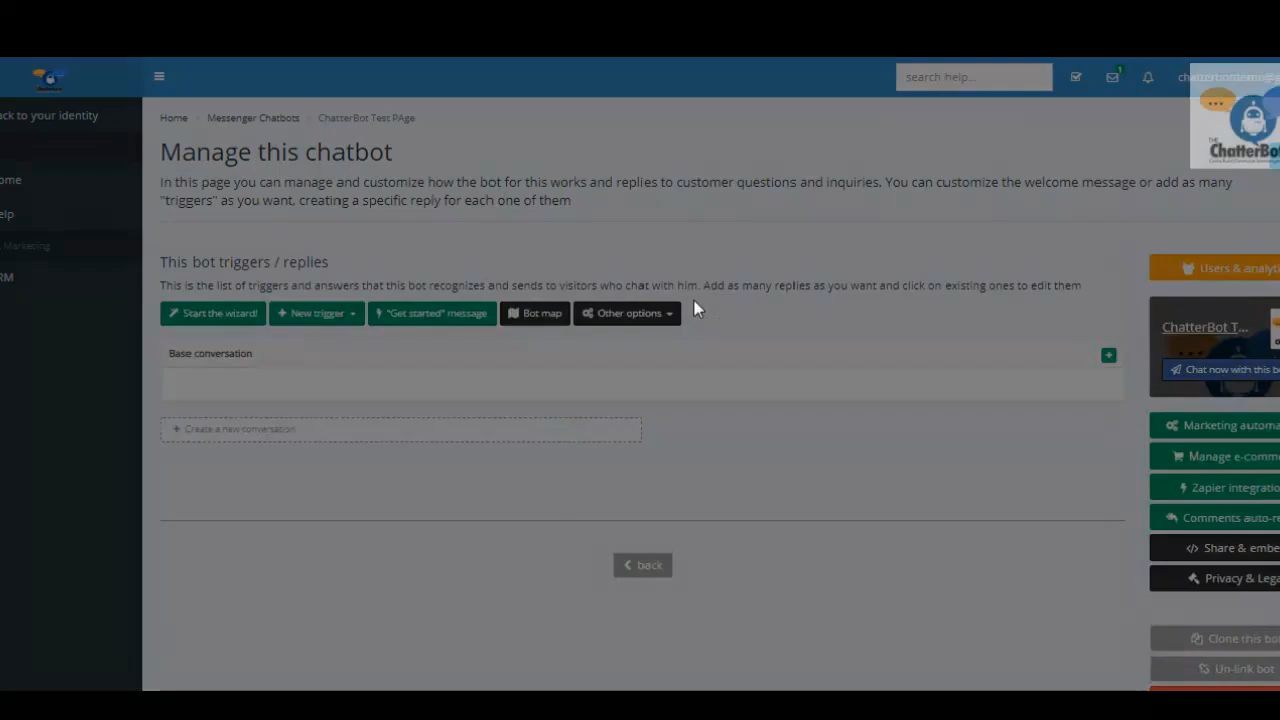 search help...
1
ack to your identity
ome
elp
Marketing
RM
Home
Messenger Chatbots
ChatterBot Test PAge
THE
ChatterBot
Manage this chatbot
In this page you can manage and customize how the bot for this works and replies to customer questions and inquiries. You can customize the welcome message or add as many
"triggers" as you want, creating a specific reply for each one of them
This bot triggers / replies
This is the list of triggers and answers that this bot recognizes and sends to visitors who chat with him. Add as many replies as you want and click on existing ones to edit them
Start the wizard!
New trigger
"Get started" message
Bot map
Other options
Base conversation
+ Create a new conversation
back
Users & analyti
ChatterBot T...
Chat now with this b
Marketing automa
Manage e-comm
Zapier integratio
Comments auto-re
Share & embe
Privacy & Lega
Clone this bo
Un-link bot